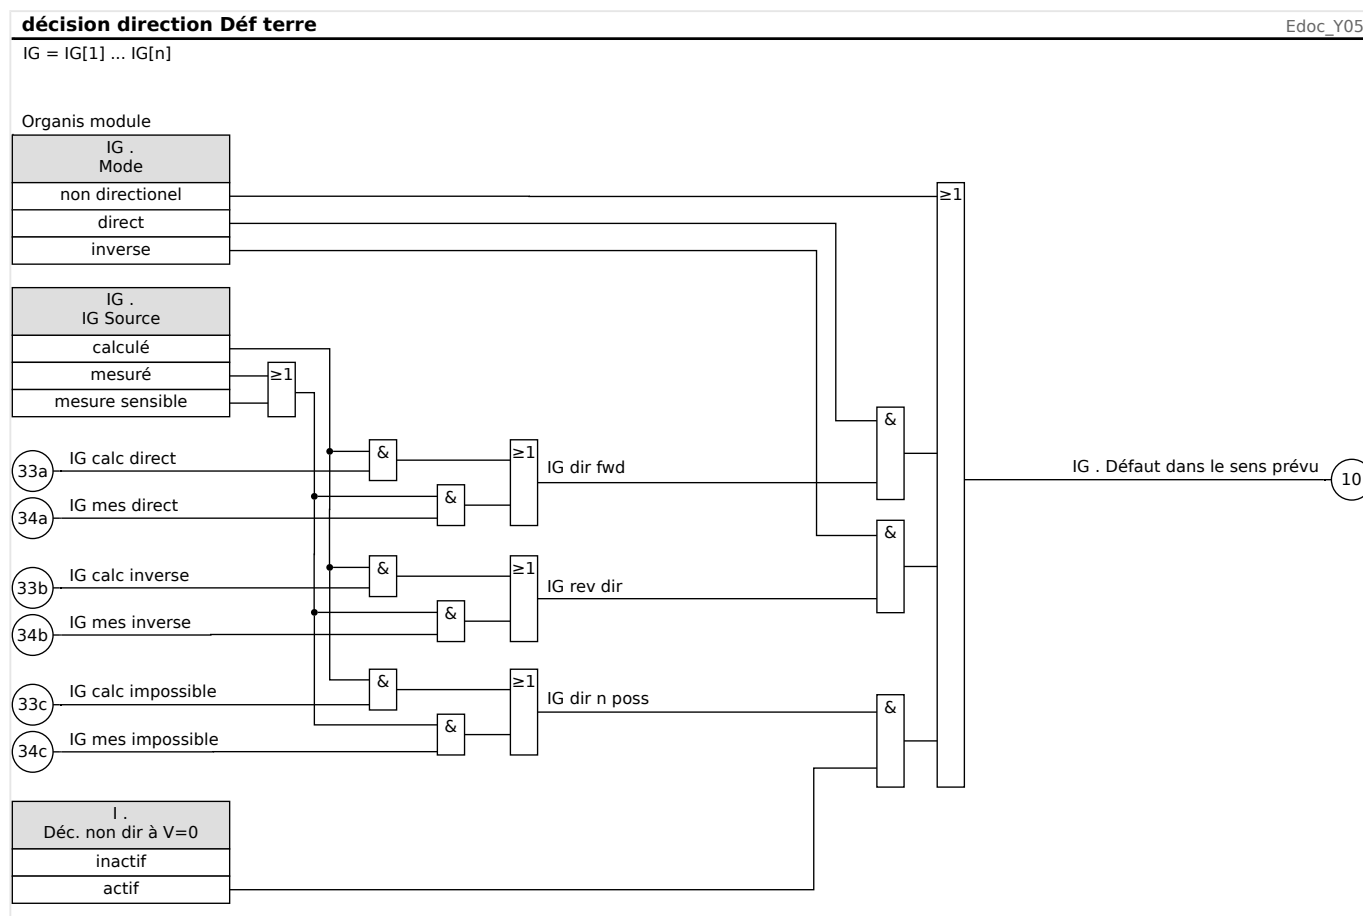 décision direction Déf terre
Edoc_Y05
IG = IG[1] ... IG[n]
Organis module
IG .
Mode
non directionel
direct
inverse
≥1
IG .
IG Source
calculé
mesuré
mesure sensible
≥1
&
33a
IG calc direct
&
≥1
IG dir fwd
IG . Défaut dans le sens prévu
10
34a
IG mes direct
&
&
33b
IG calc inverse
&
≥1
IG rev dir
34b
IG mes inverse
&
33c
IG calc impossible
&
≥1
IG dir n poss
&
34c
IG mes impossible
&
I .
Déc. non dir à V=0
inactif
actif